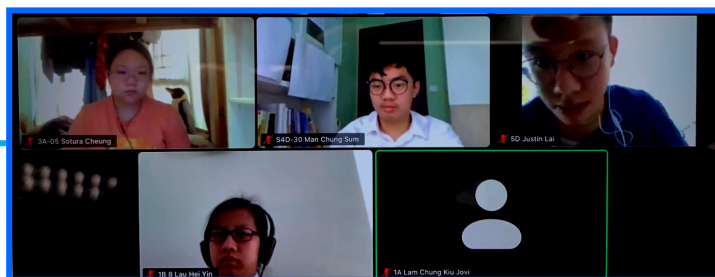 3A-05 Sotura Cheung
S4D-30 Man Chung Sum
5D Justin Lai
1B 8 Lau Hei Yin
1A Lam Chung Kiu Jovi